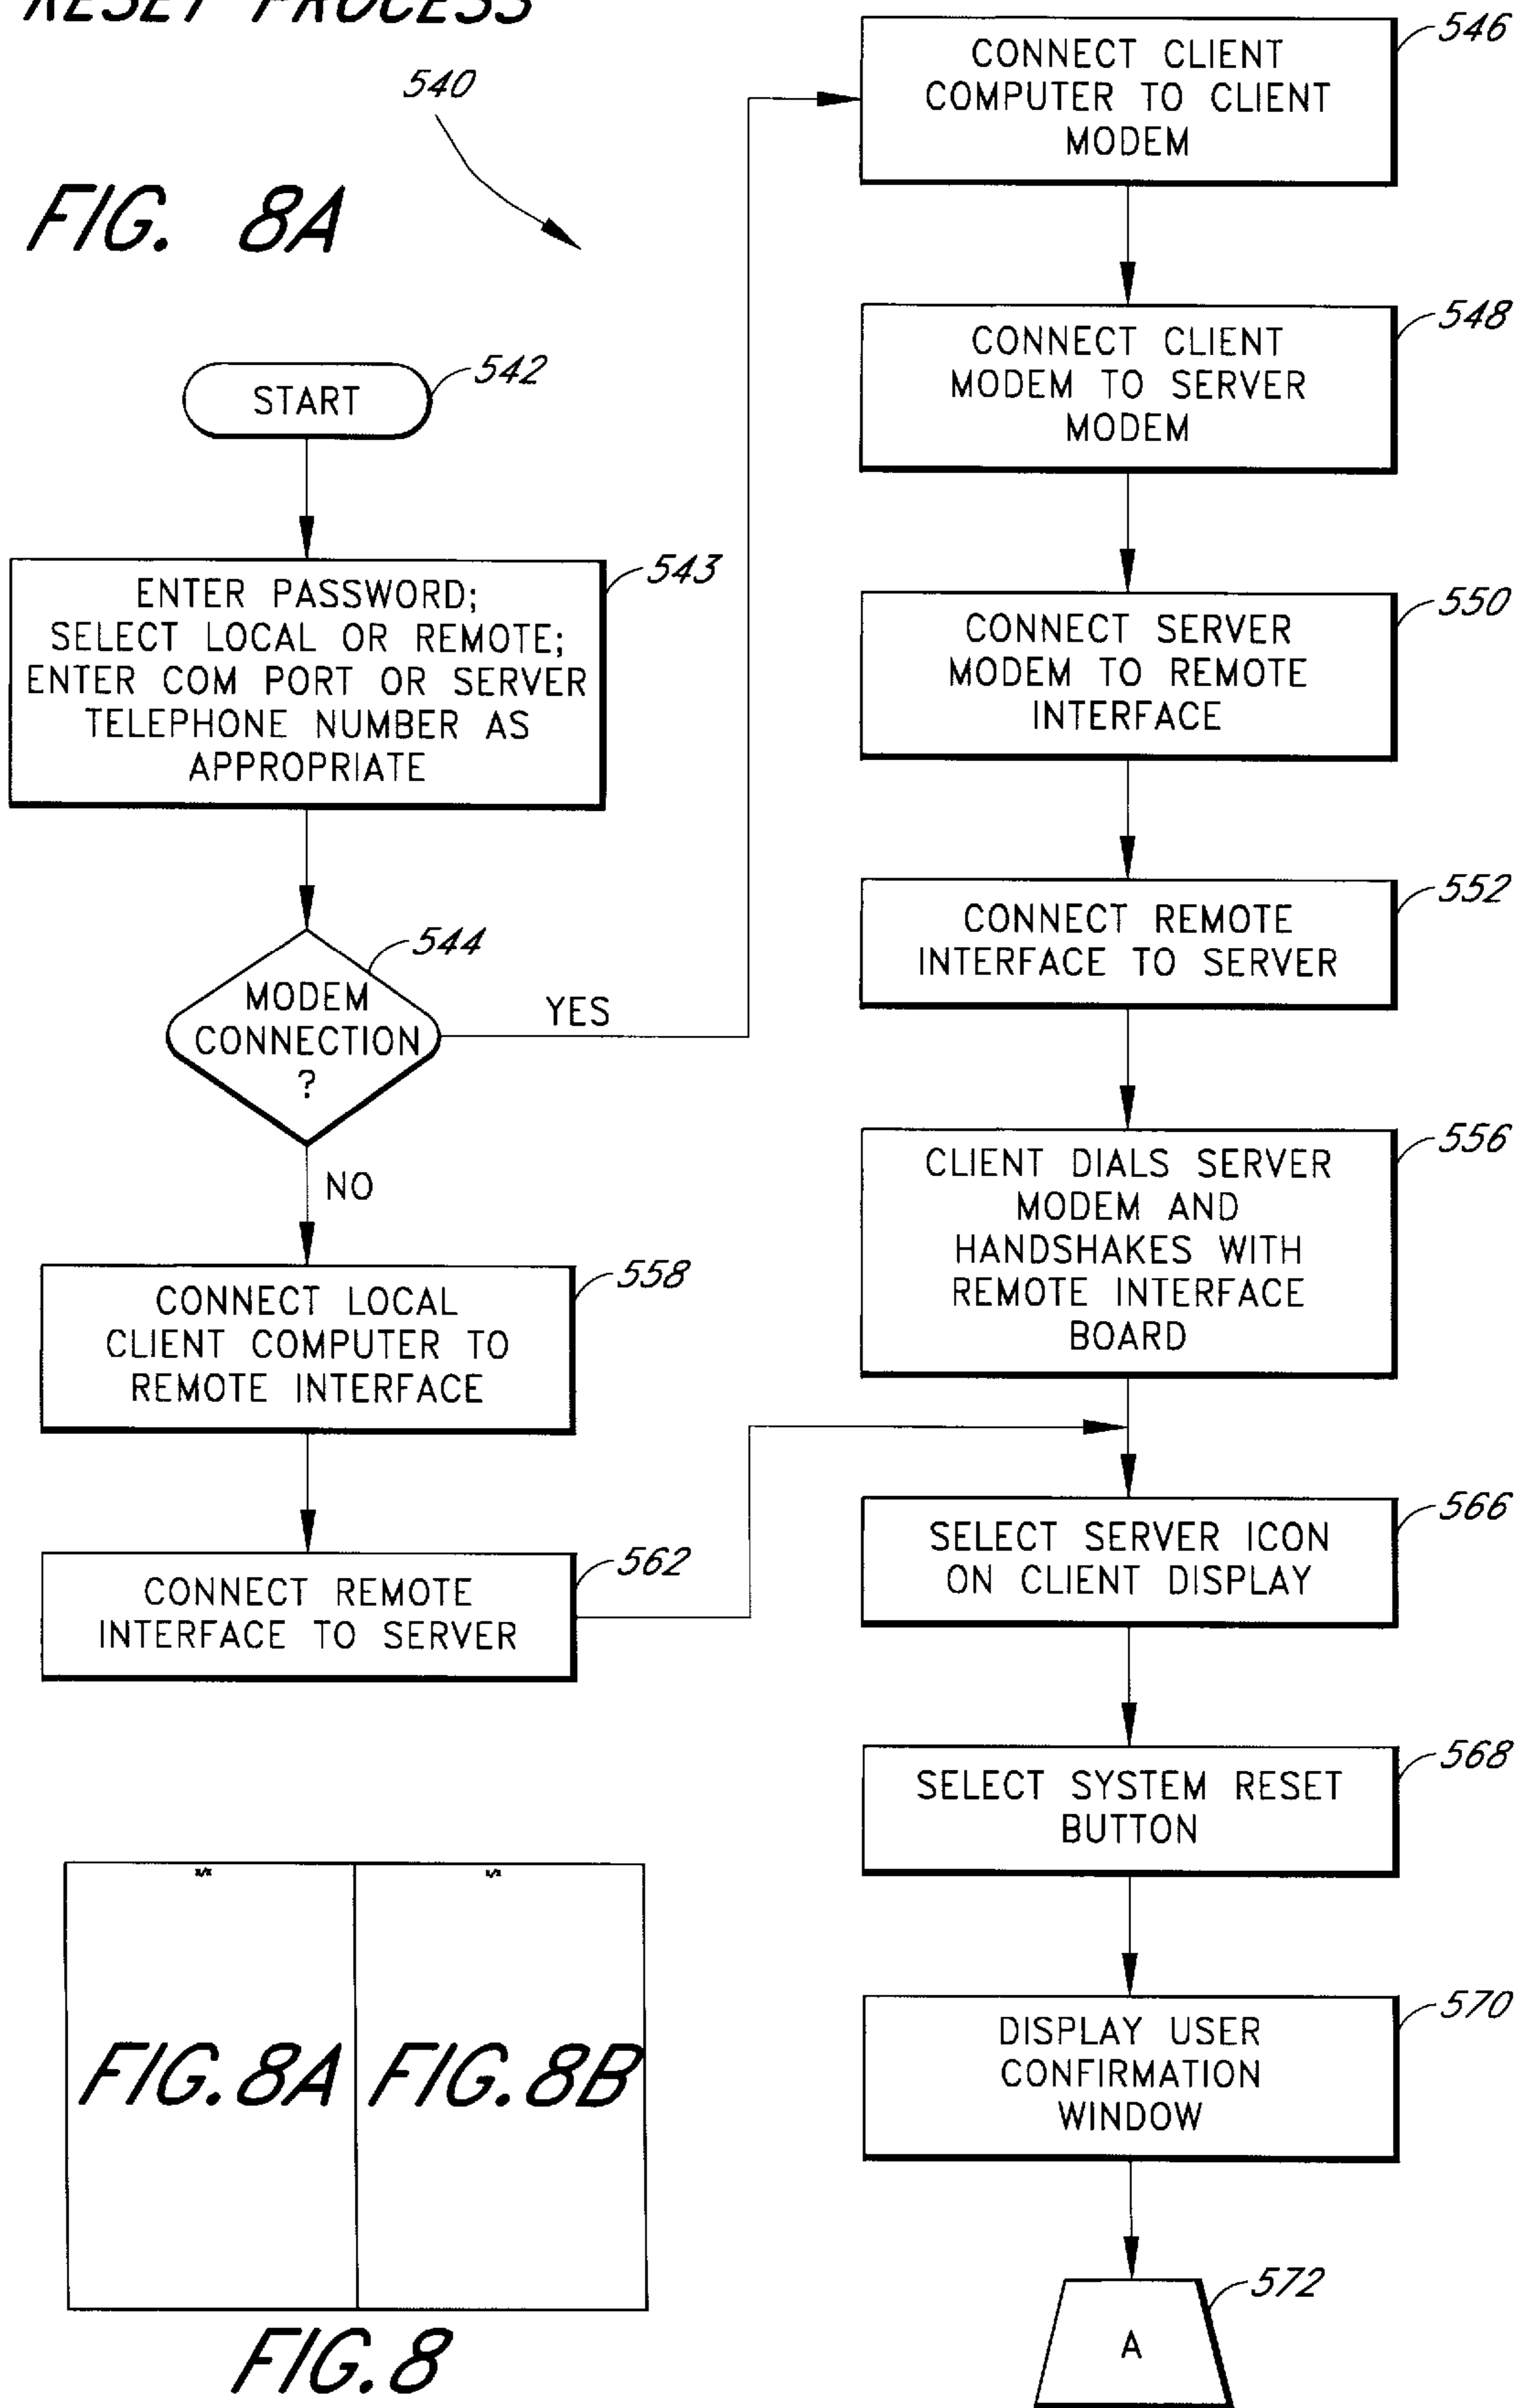 RESET PROCESS
540
FIG. 8A
START
542
ENTER PASSWORD;
SELECT LOCAL OR REMOTE;
ENTER COM PORT OR SERVER
TELEPHONE NUMBER AS
APPROPRIATE
543
MODEM
CONNECTION
?
544
YES
NO
CONNECT LOCAL
CLIENT COMPUTER TO
REMOTE INTERFACE
558
CONNECT REMOTE
INTERFACE TO SERVER
562
CONNECT CLIENT
COMPUTER TO CLIENT
MODEM
546
CONNECT CLIENT
MODEM TO SERVER
MODEM
548
CONNECT SERVER
MODEM TO REMOTE
INTERFACE
550
CONNECT REMOTE
INTERFACE TO SERVER
552
CLIENT DIALS SERVER
MODEM AND
HANDSHAKES WITH
REMOTE INTERFACE
BOARD
556
SELECT SERVER ICON
ON CLIENT DISPLAY
566
SELECT SYSTEM RESET
BUTTON
568
DISPLAY USER
CONFIRMATION
WINDOW
570
A
572
FIG. 8A
FIG. 8B
FIG. 8